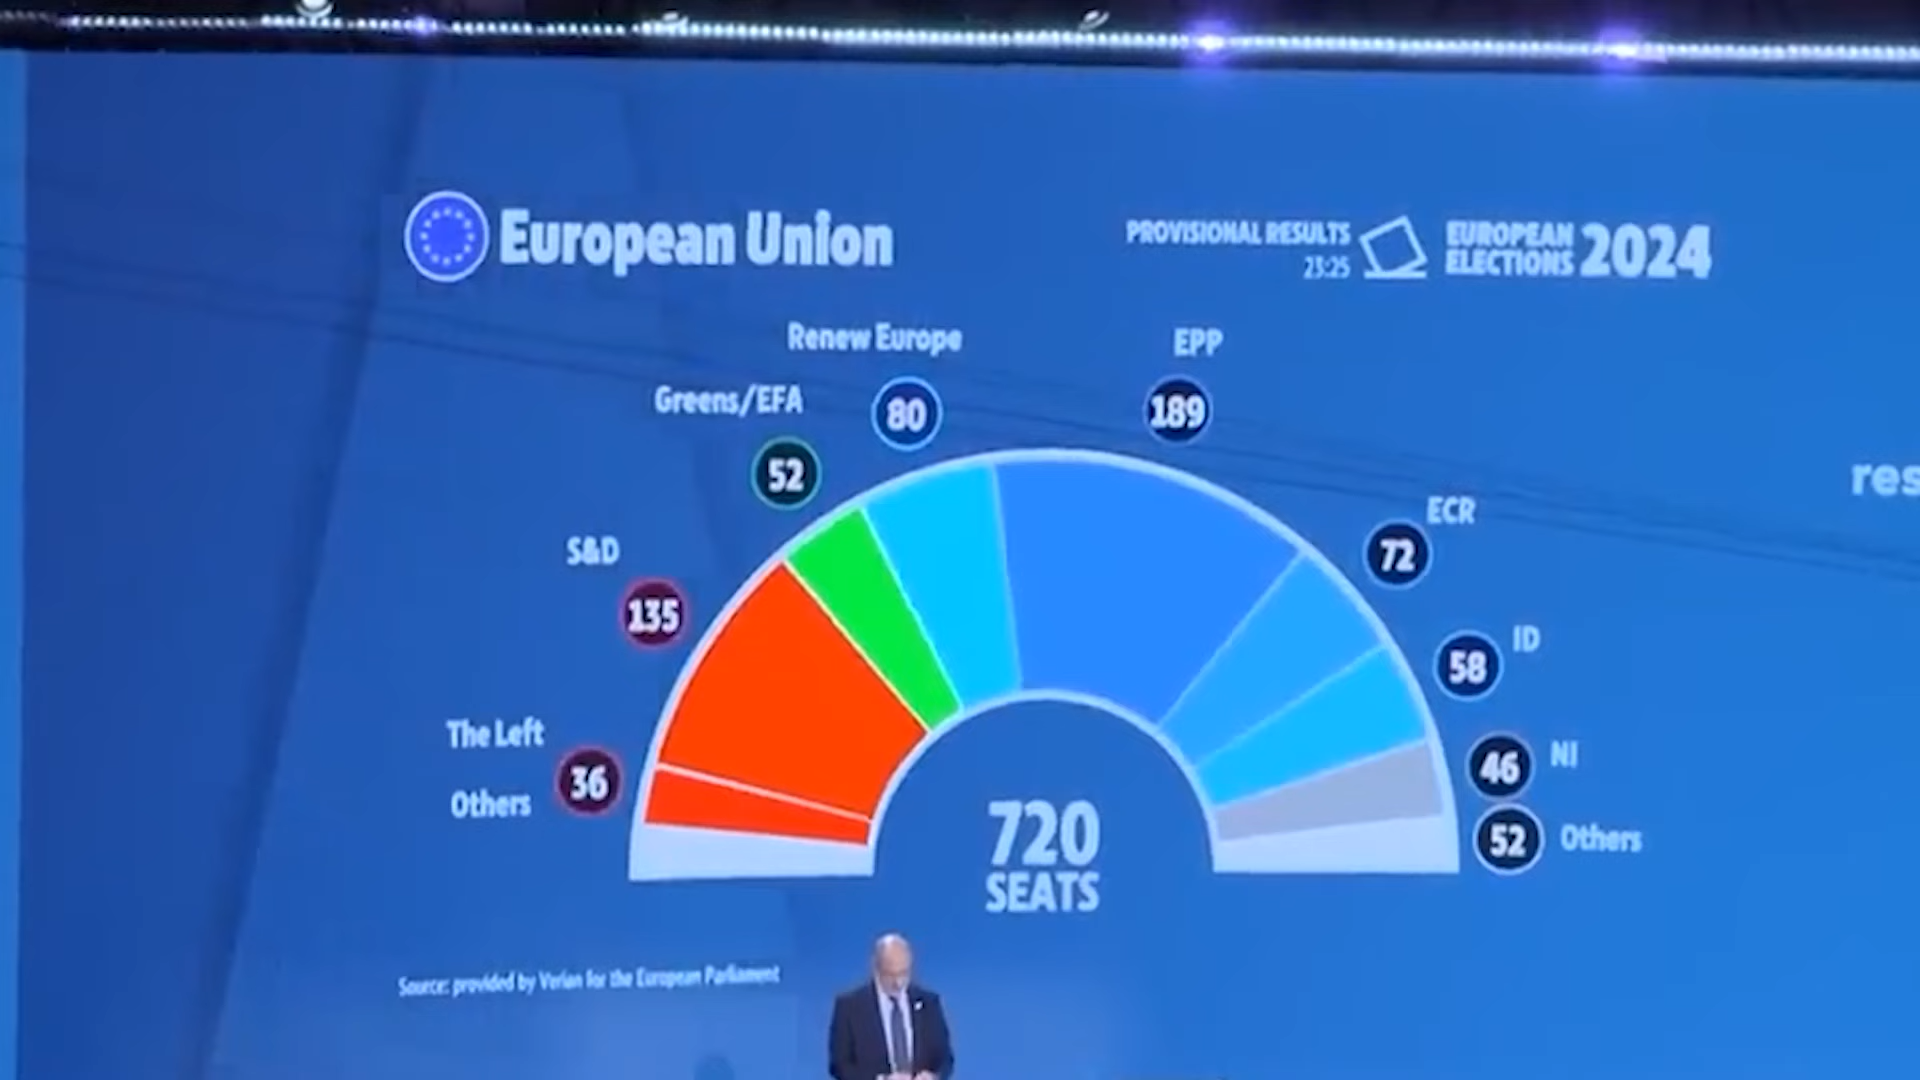 European Union
PROVISIONAL RESULTS
23:25
EUROPEAN
ELECTIONS 2024
Renew Europe
80
EPP
189
Greens/EFA
52
ECR
72
S&D
135
ID
58
The Left
36
Others
NI
46
52 Others
720
SEATS
Source: provided by Verian for the European Parliament